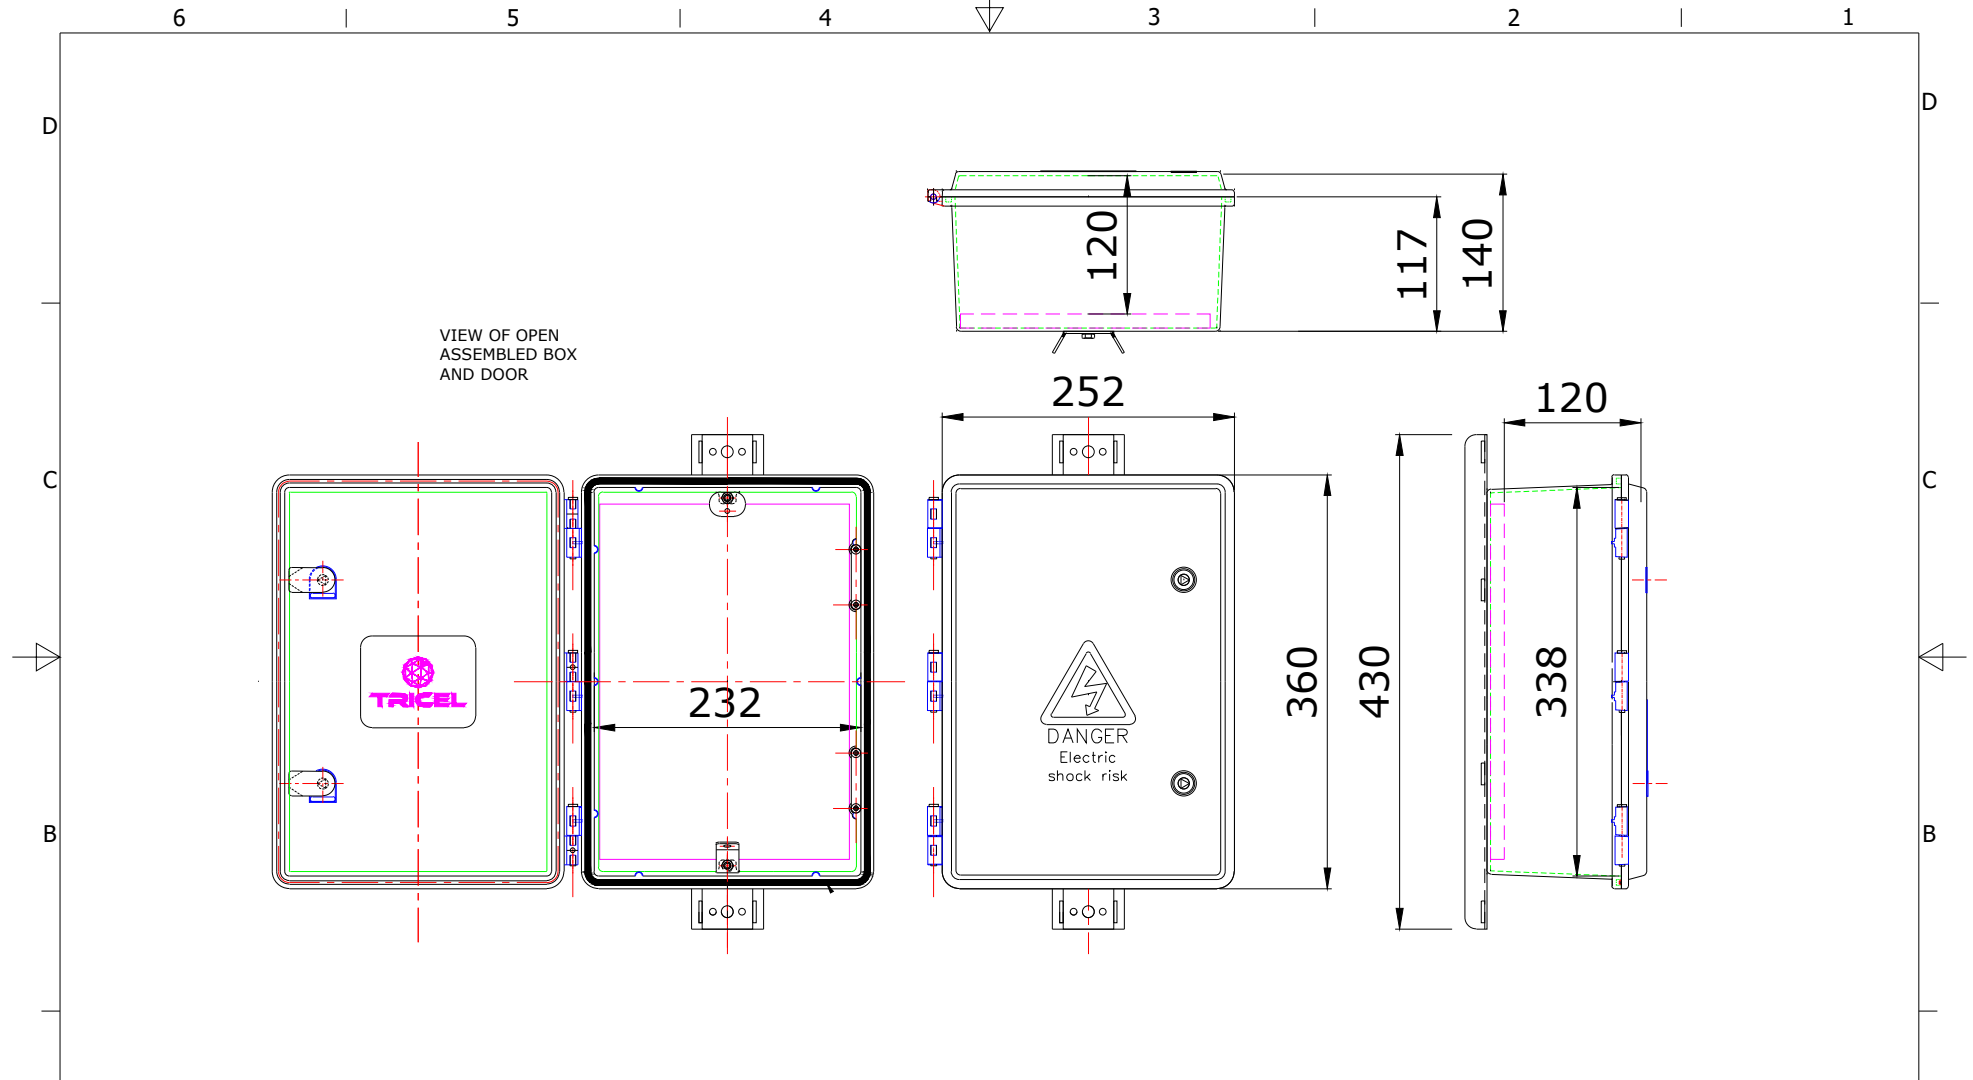 6 5 4 3 2 1
D D
120
117
140
VIEW OF OPEN
ASSEMBLED BOX
AND DOOR
252
120
C C
TRICEL
232
360
430
338
DANGER
Electric
shock risk
B B